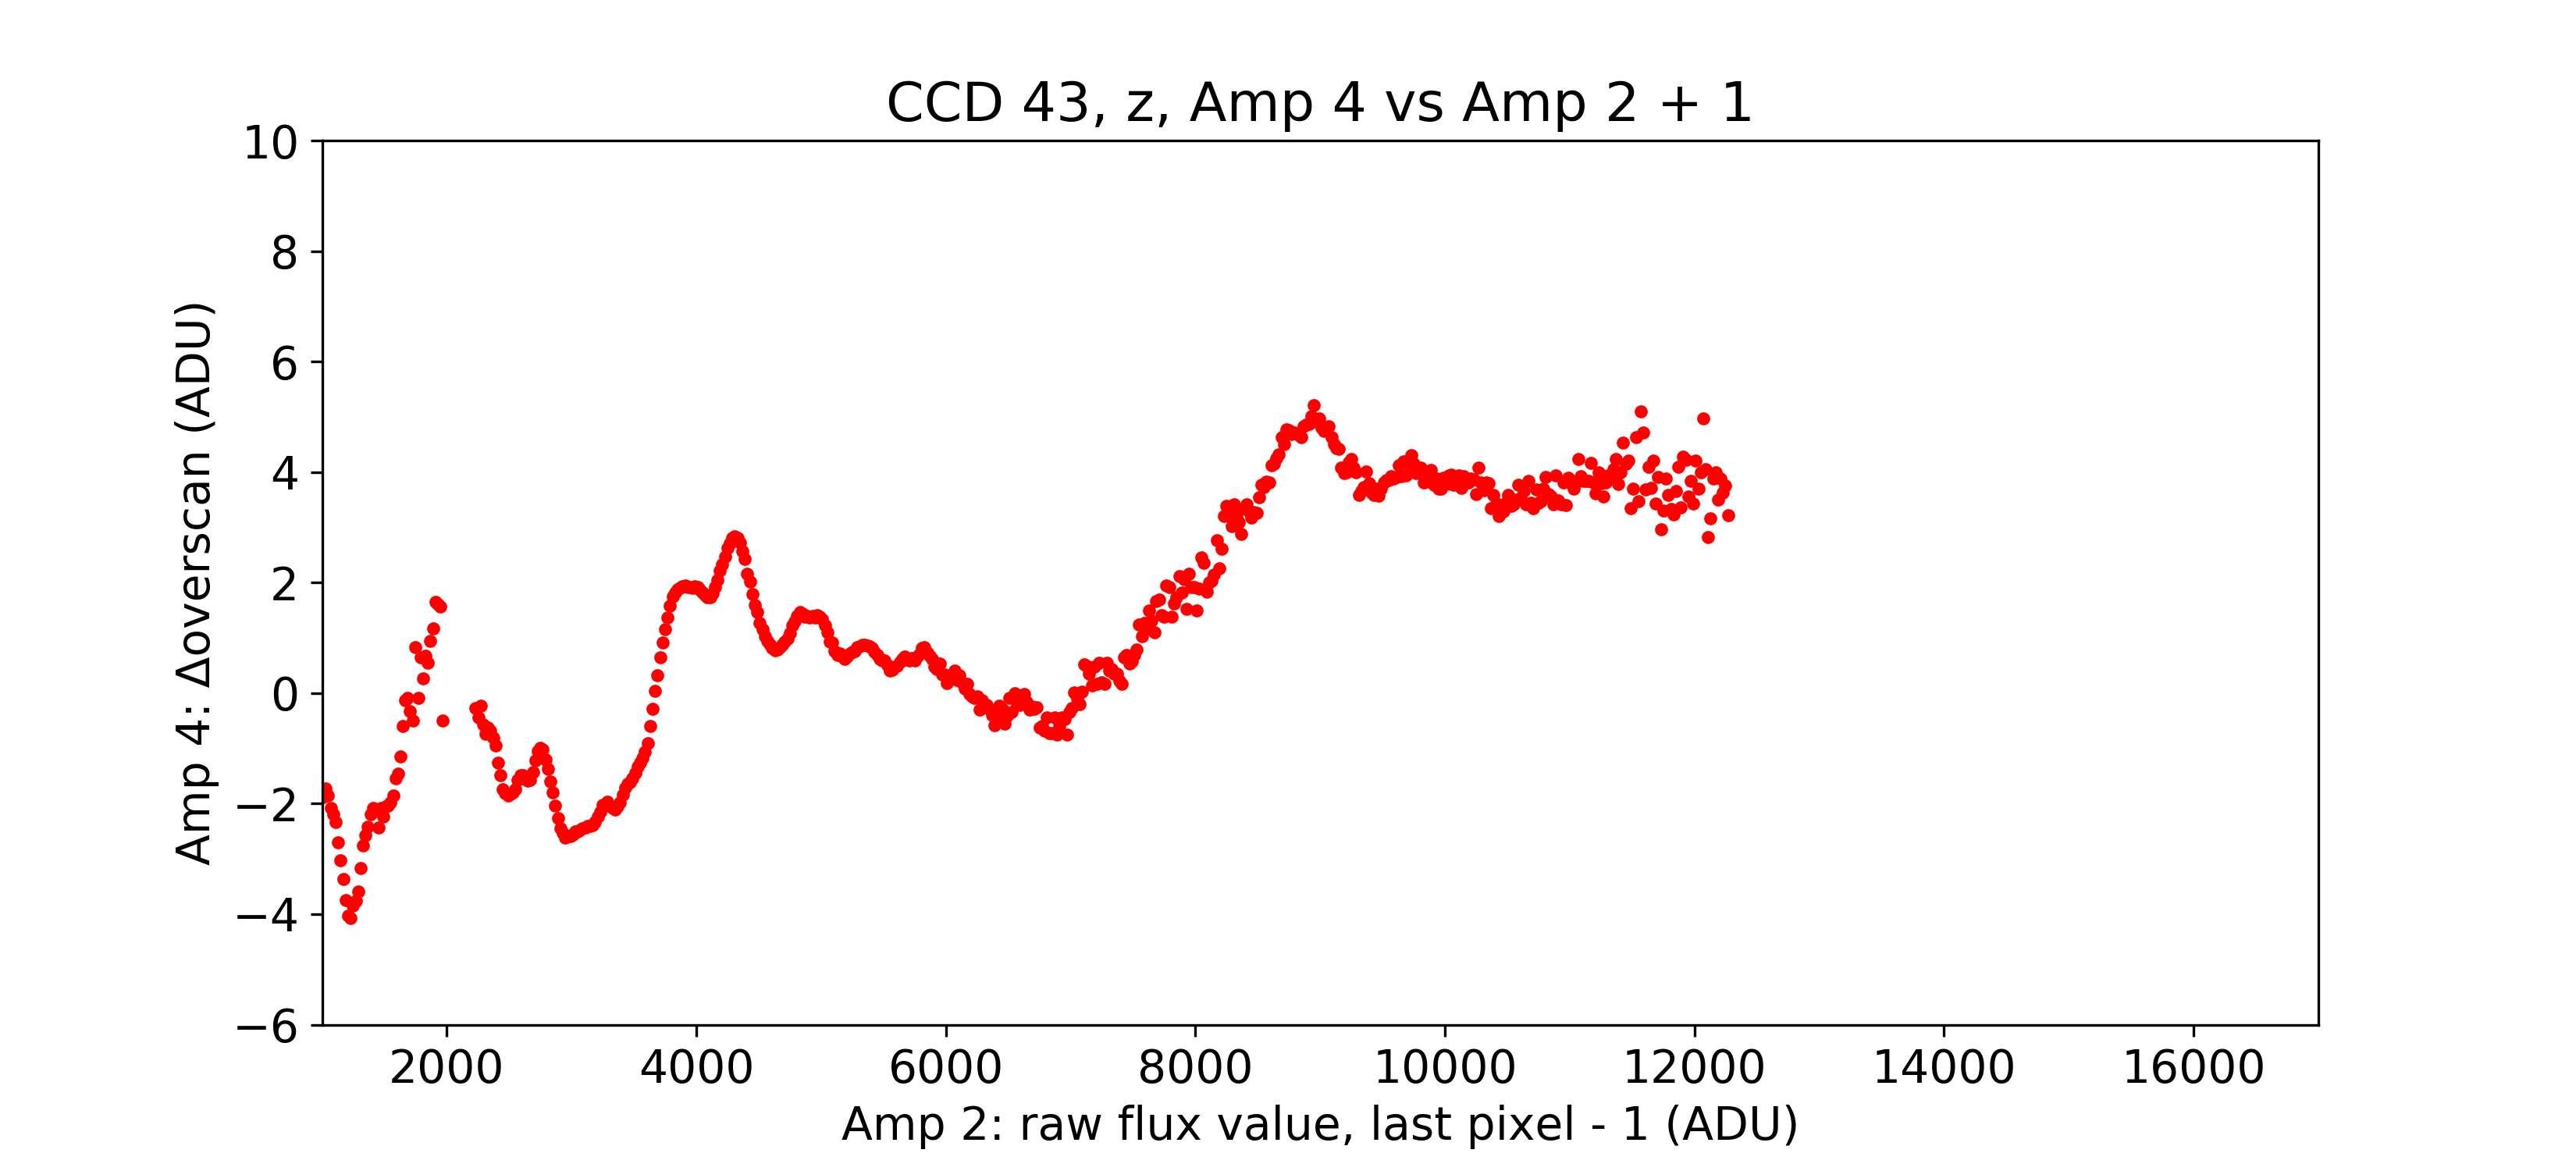 CCD 43, z, Amp 4 vs Amp 2 + 1
10
8
6
4
2
0
−2
−4
−6
Amp 4: Δoverscan (ADU)
2000 4000 6000 8000 10000 12000 14000 16000
Amp 2: raw flux value, last pixel - 1 (ADU)